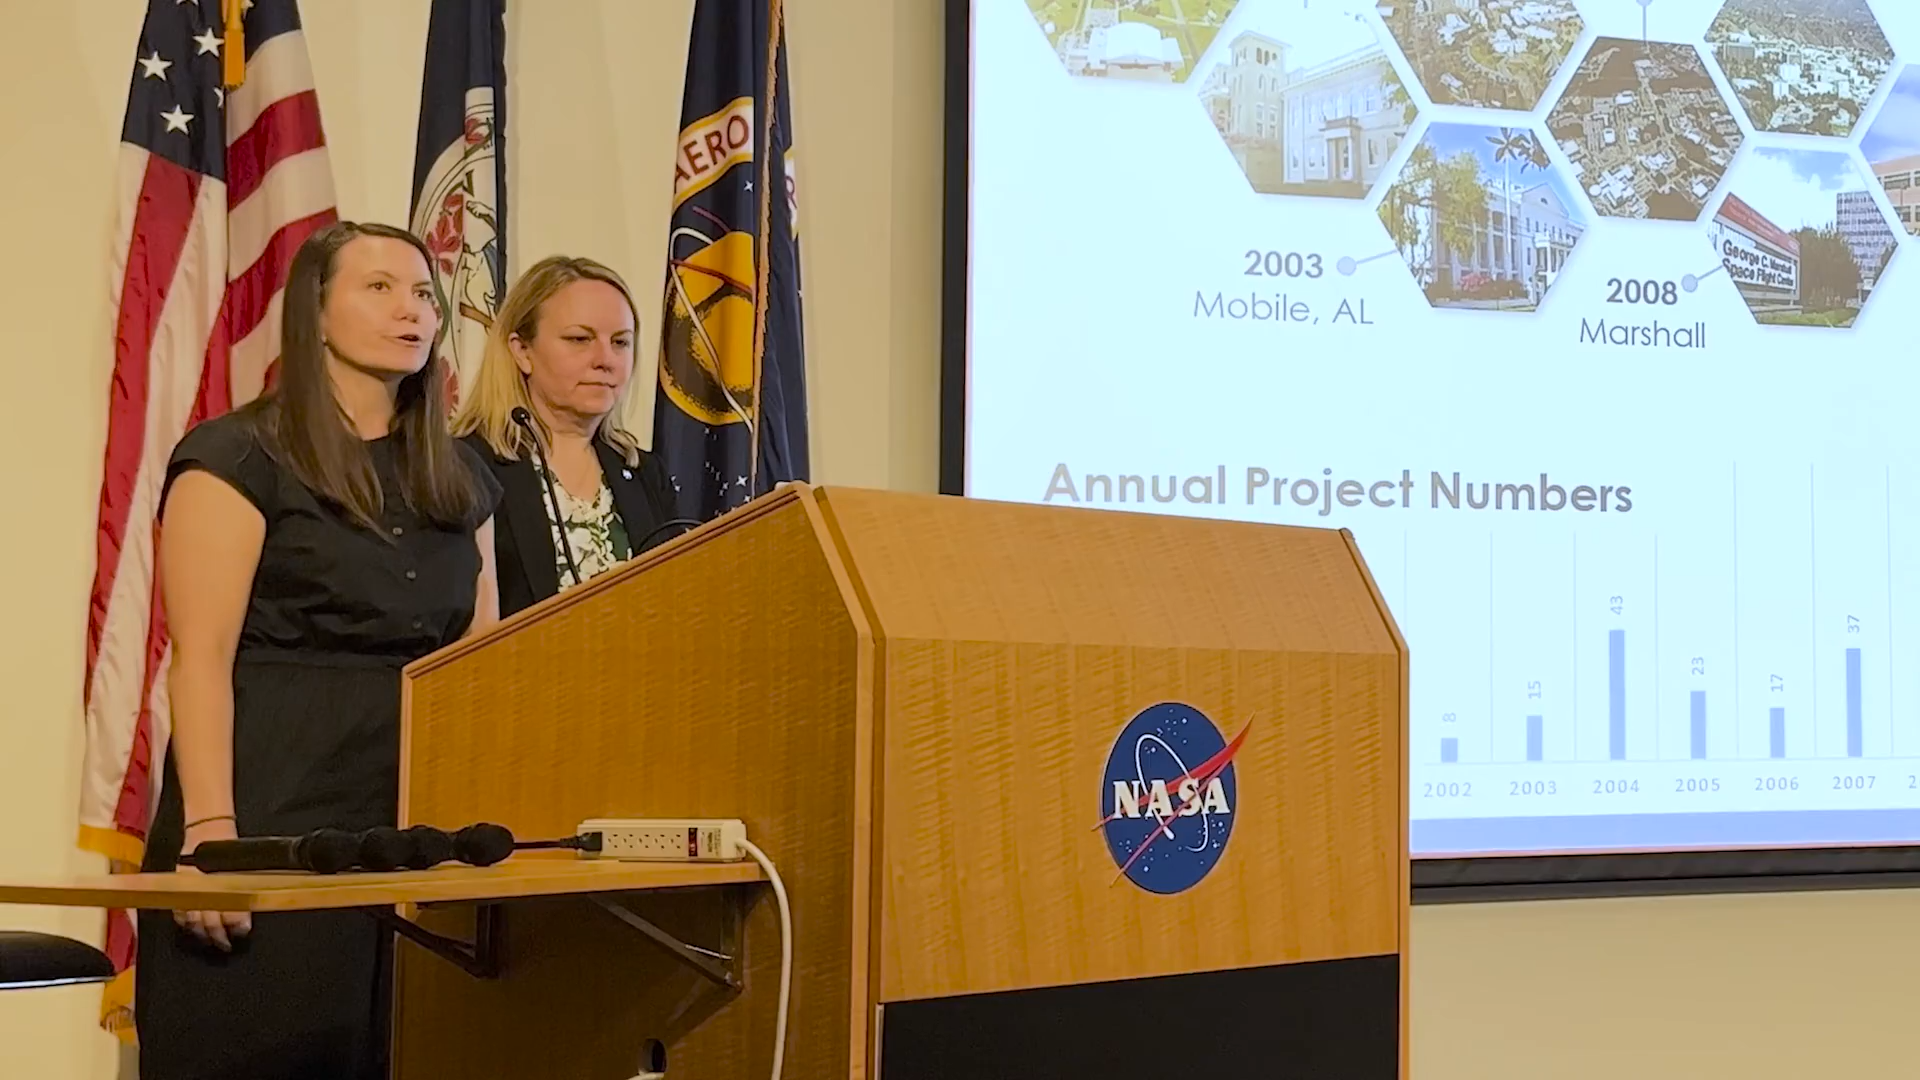 AERO
2003
Mobile, AL
2008
Marshall
George C. Marshall
Space Flight Center
Annual Project Numbers
8
15
43
23
17
37
2002 2003 2004 2005 2006 2007 2
NASA